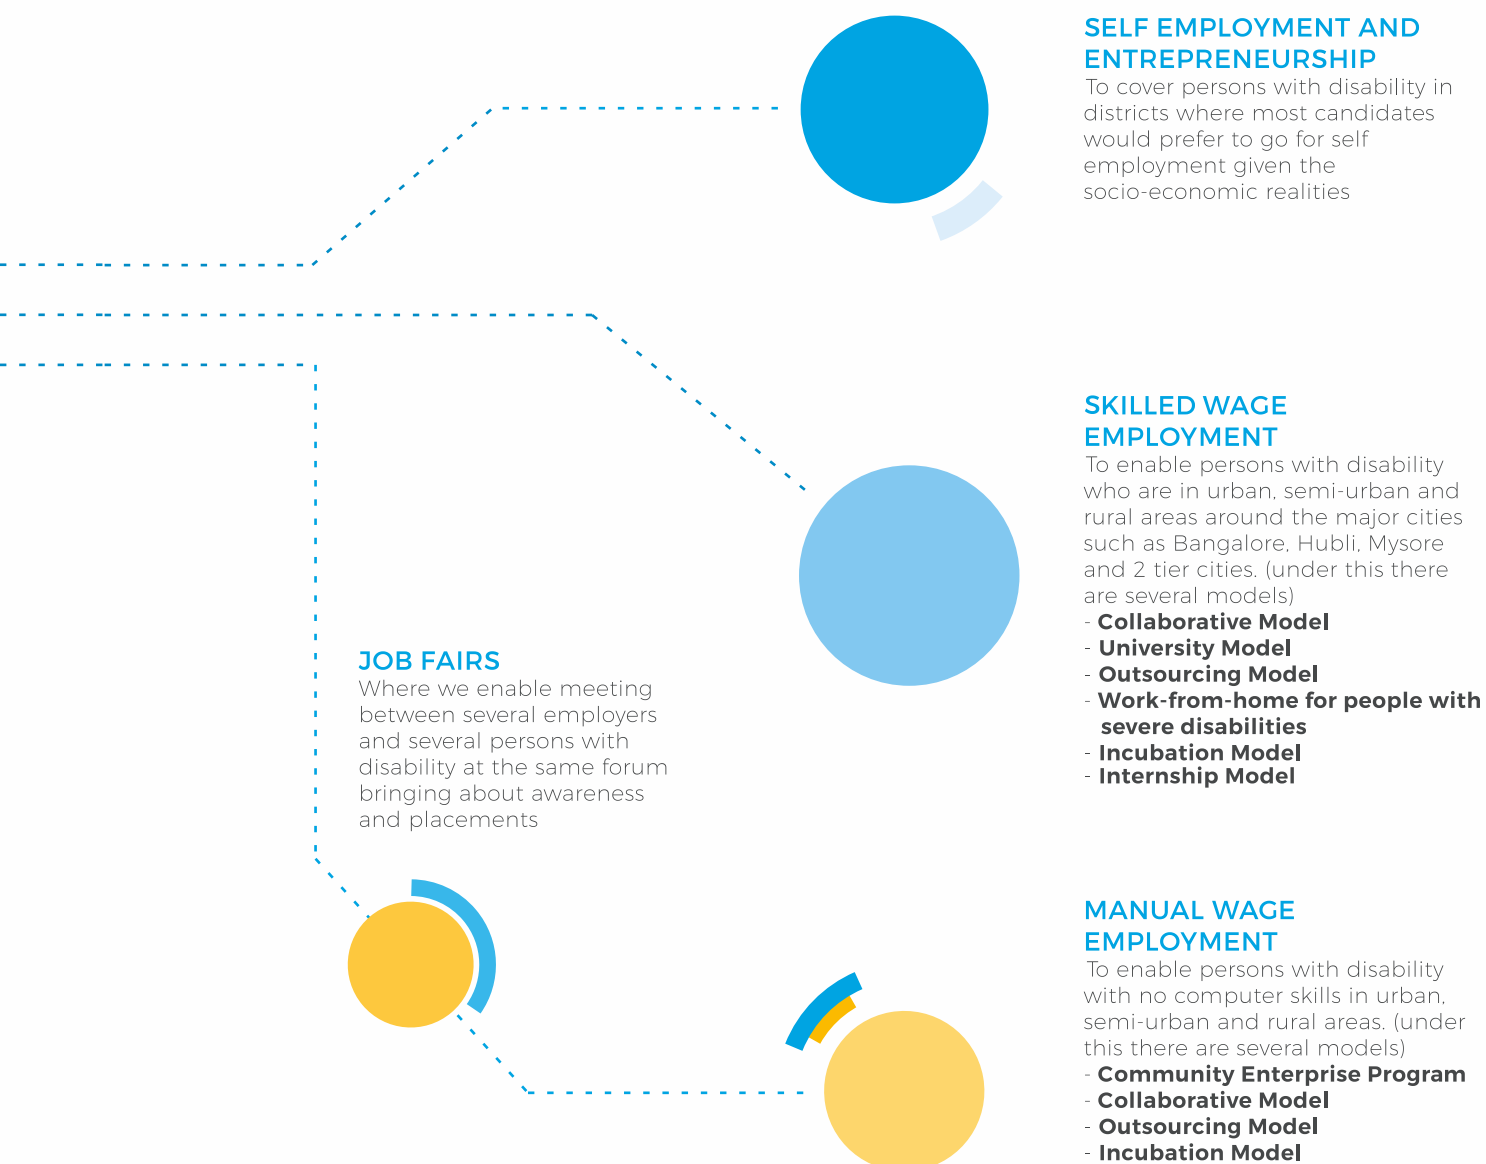 SELF EMPLOYMENT AND
ENTREPRENEURSHIP
To cover persons with disability in
districts where most candidates
would prefer to go for self
employment given the
socio-economic realities
SKILLED WAGE
EMPLOYMENT
To enable persons with disability
who are in urban, semi-urban and
rural areas around the major cities
such as Bangalore, Hubli, Mysore
and 2 tier cities. (under this there
are several models)
- Collaborative Model
- University Model
- Outsourcing Model
- Work-from-home for people with
severe disabilities
- Incubation Model
- Internship Model
JOB FAIRS
Where we enable meeting
between several employers
and several persons with
disability at the same forum
bringing about awareness
and placements
MANUAL WAGE
EMPLOYMENT
To enable persons with disability
with no computer skills in urban,
semi-urban and rural areas. (under
this there are several models)
- Community Enterprise Program
- Collaborative Model
- Outsourcing Model
- Incubation Model